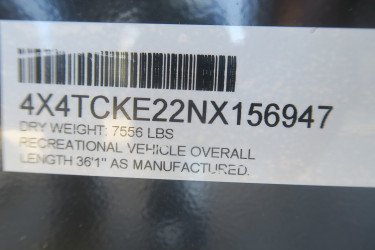 4X4TCKE22NX156947
DRY WEIGHT: 7556 LBS
RECREATIONAL VEHICLE OVERALL
LENGTH 36'1" AS MANUFACTURED.